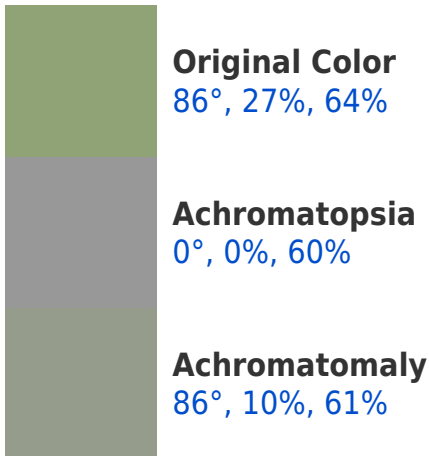 Original Color
86°, 27%, 64%
Achromatopsia
0°, 0%, 60%
Achromatomaly
86°, 10%, 61%